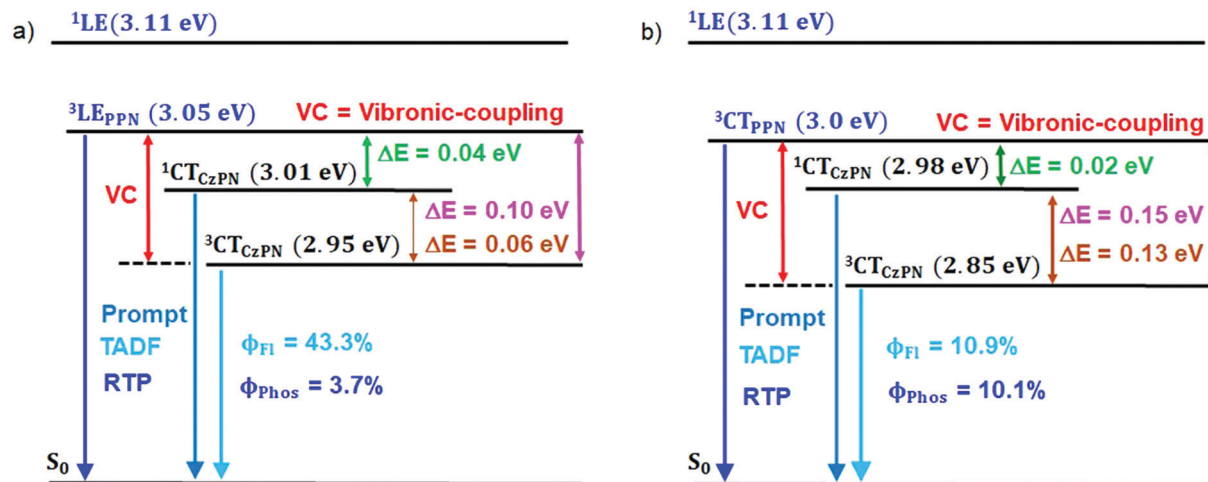 a)
¹LE(3.11 eV)
³LE_PPN (3.05 eV)
VC = Vibronic-coupling
ΔE = 0.04 eV
¹CT_CzPN (3.01 eV)
VC
ΔE = 0.10 eV
³CT_CzPN (2.95 eV)
ΔE = 0.06 eV
Prompt
TADF
RTP
ϕ_Fl = 43.3%
ϕ_Phos = 3.7%
S₀
b)
¹LE(3.11 eV)
³CT_PPN (3.0 eV)
VC = Vibronic-coupling
¹CT_CzPN (2.98 eV)
ΔE = 0.02 eV
VC
ΔE = 0.15 eV
ΔE = 0.13 eV
³CT_CzPN (2.85 eV)
Prompt
TADF
RTP
ϕ_Fl = 10.9%
ϕ_Phos = 10.1%
S₀